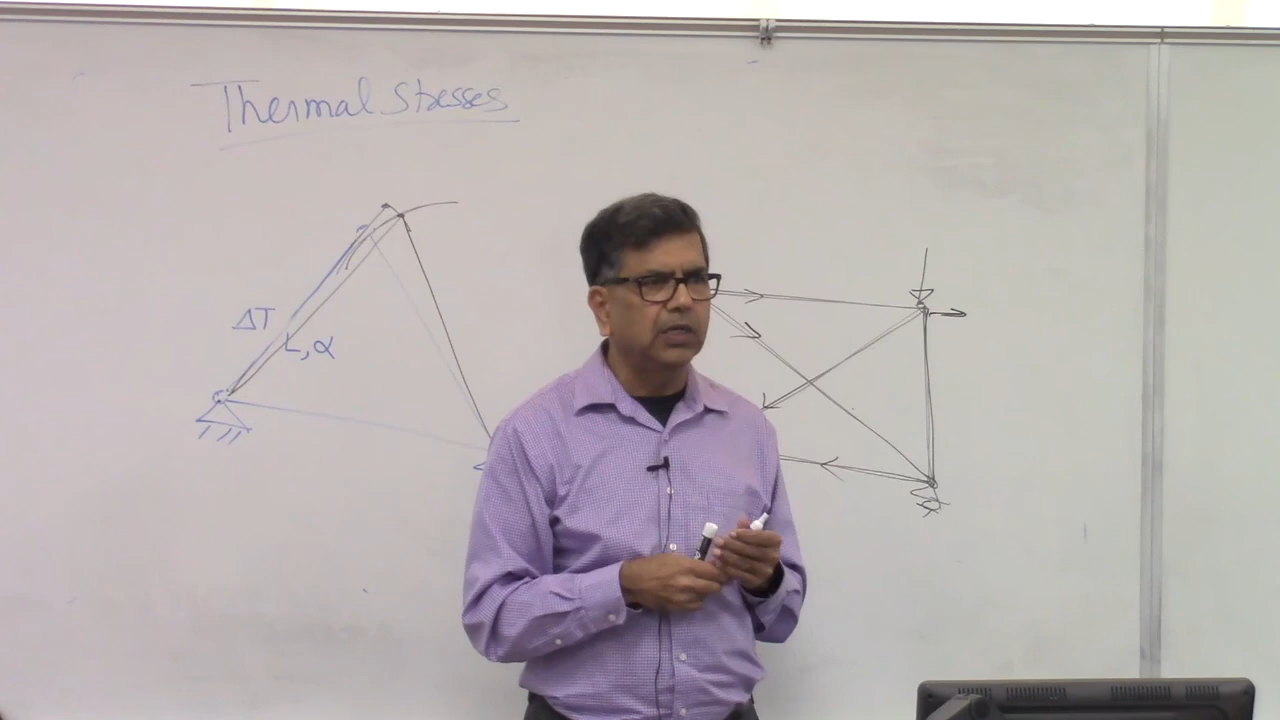 Thermal Stresses
ΔT
L, α